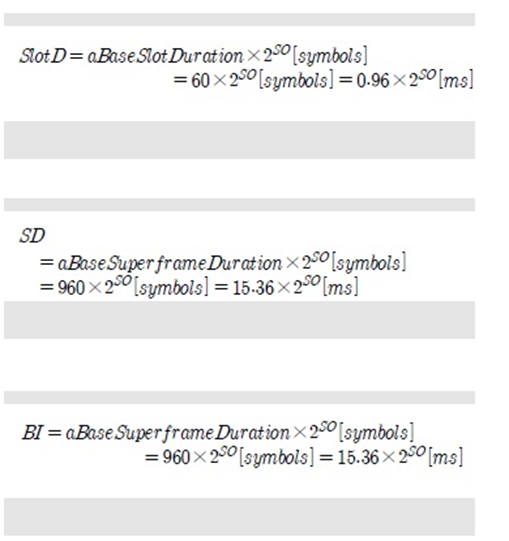 SlotD = aBaseSlotDuration × 2^SO [symbols]
= 60 × 2^SO [symbols] = 0.96 × 2^SO [ms]
SD
= aBaseSuperframeDuration × 2^SO [symbols]
= 960 × 2^SO [symbols] = 15.36 × 2^SO [ms]
BI = aBaseSuperframeDuration × 2^SO [symbols]
= 960 × 2^SO [symbols] = 15.36 × 2^SO [ms]